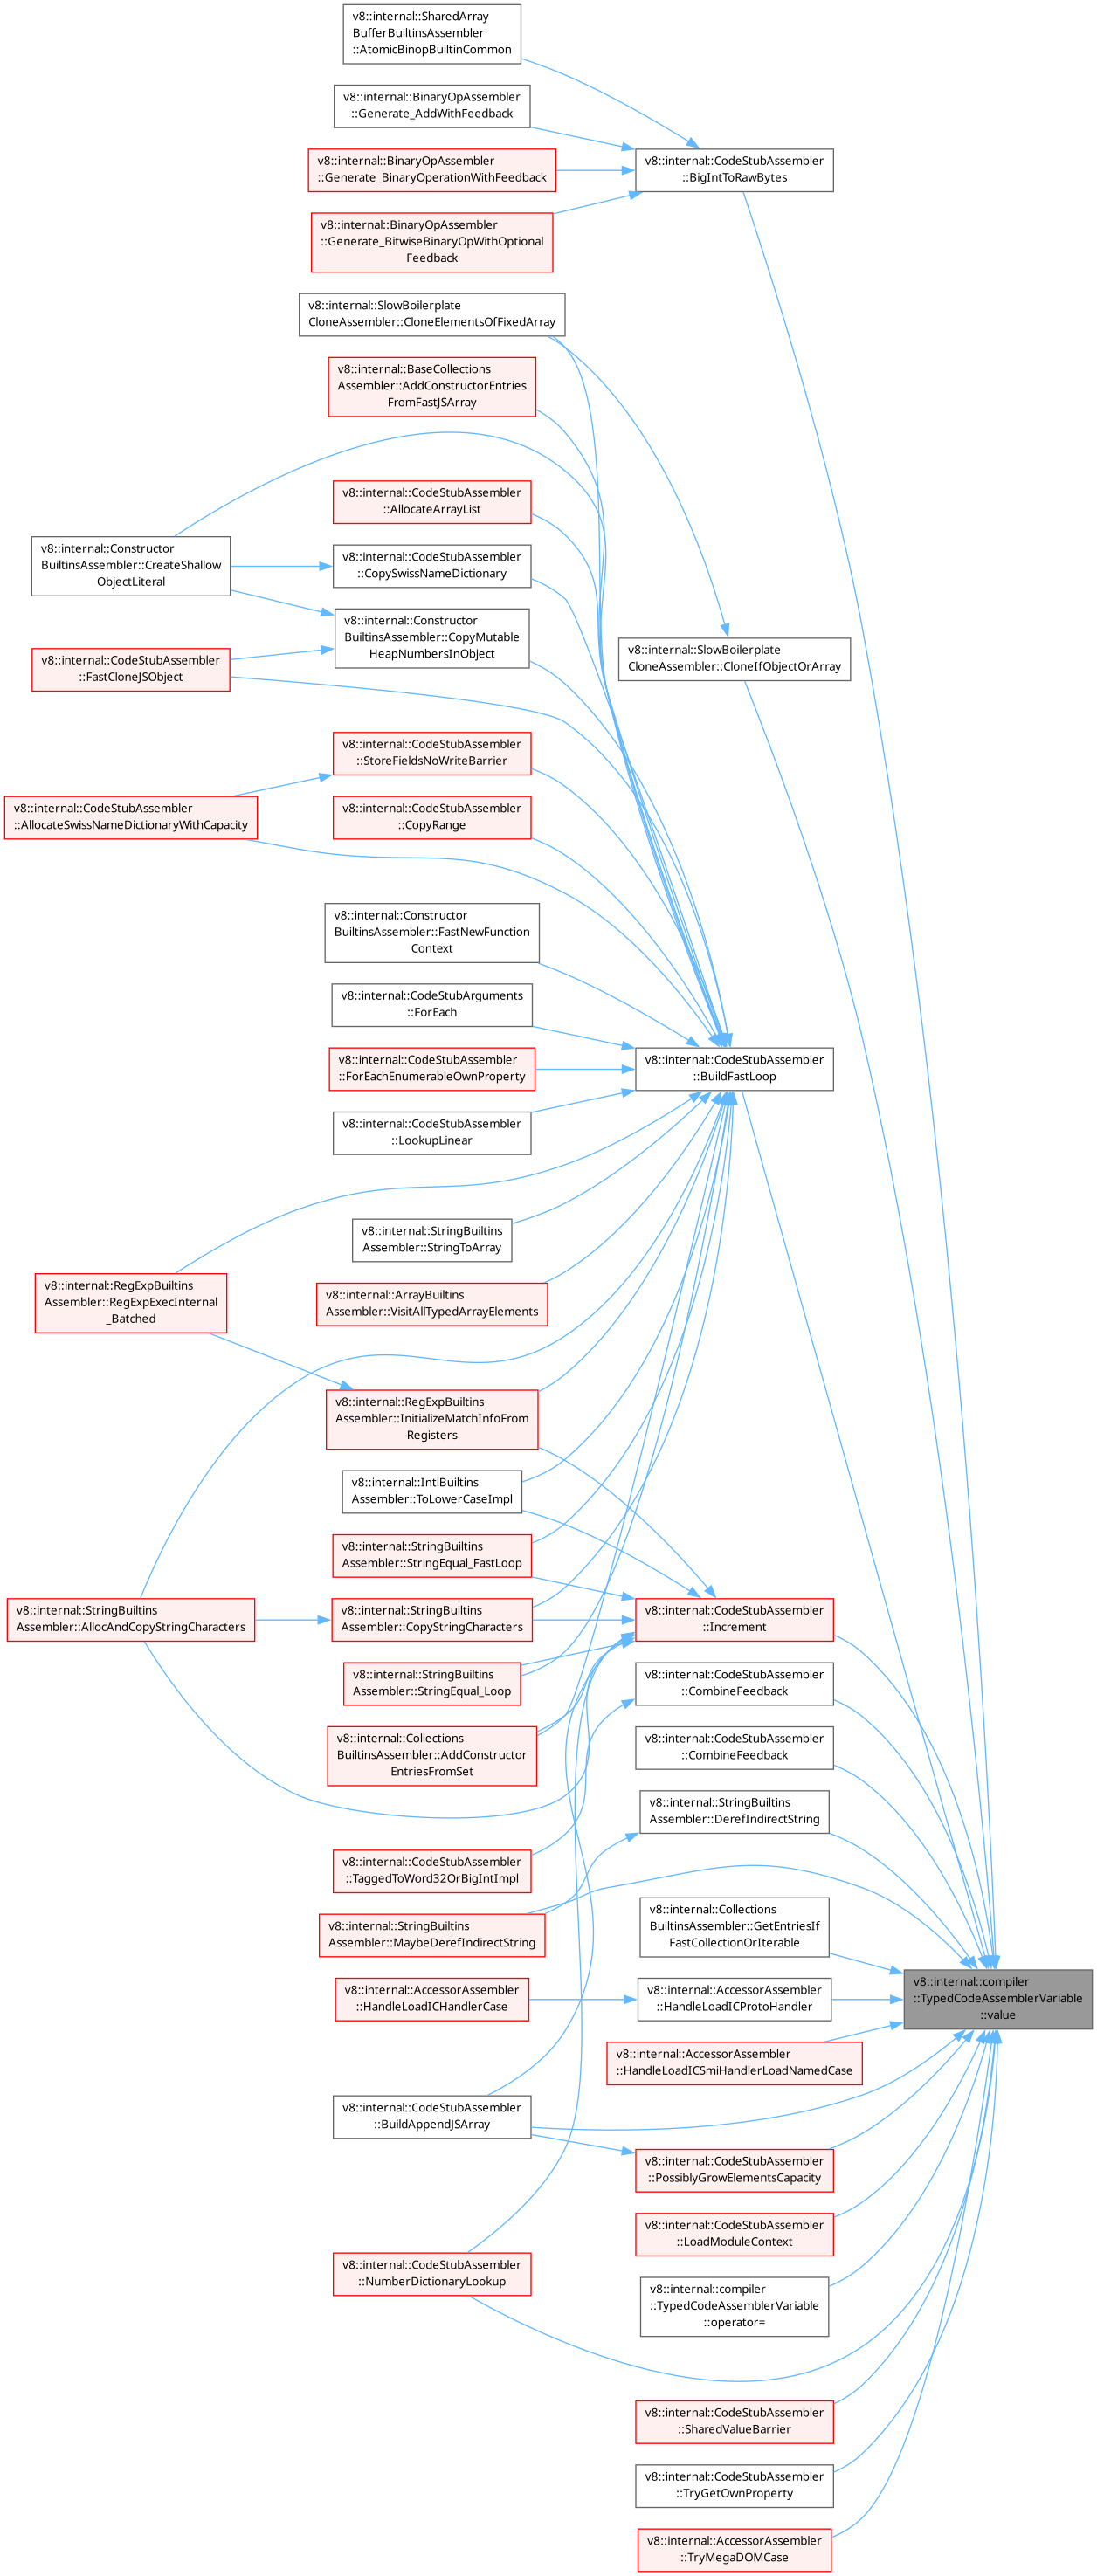 v8::internal::SharedArray
BufferBuiltinsAssembler
::AtomicBinopBuiltinCommon
v8::internal::BinaryOpAssembler
::Generate_AddWithFeedback
v8::internal::BinaryOpAssembler
::Generate_BinaryOperationWithFeedback
v8::internal::CodeStubAssembler
::BigIntToRawBytes
v8::internal::BinaryOpAssembler
::Generate_BitwiseBinaryOpWithOptional
Feedback
v8::internal::SlowBoilerplate
CloneAssembler::CloneElementsOfFixedArray
v8::internal::BaseCollections
Assembler::AddConstructorEntries
FromFastJSArray
v8::internal::CodeStubAssembler
::AllocateArrayList
v8::internal::Constructor
BuiltinsAssembler::CreateShallow
ObjectLiteral
v8::internal::CodeStubAssembler
::CopySwissNameDictionary
v8::internal::Constructor
BuiltinsAssembler::CopyMutable
HeapNumbersInObject
v8::internal::CodeStubAssembler
::FastCloneJSObject
v8::internal::SlowBoilerplate
CloneAssembler::CloneIfObjectOrArray
v8::internal::CodeStubAssembler
::StoreFieldsNoWriteBarrier
v8::internal::CodeStubAssembler
::AllocateSwissNameDictionaryWithCapacity
v8::internal::CodeStubAssembler
::CopyRange
v8::internal::Constructor
BuiltinsAssembler::FastNewFunction
Context
v8::internal::CodeStubArguments
::ForEach
v8::internal::CodeStubAssembler
::ForEachEnumerableOwnProperty
v8::internal::CodeStubAssembler
::BuildFastLoop
v8::internal::CodeStubAssembler
::LookupLinear
v8::internal::StringBuiltins
Assembler::StringToArray
v8::internal::RegExpBuiltins
Assembler::RegExpExecInternal
_Batched
v8::internal::ArrayBuiltins
Assembler::VisitAllTypedArrayElements
v8::internal::RegExpBuiltins
Assembler::InitializeMatchInfoFrom
Registers
v8::internal::IntlBuiltins
Assembler::ToLowerCaseImpl
v8::internal::StringBuiltins
Assembler::StringEqual_FastLoop
v8::internal::StringBuiltins
Assembler::AllocAndCopyStringCharacters
v8::internal::StringBuiltins
Assembler::CopyStringCharacters
v8::internal::CodeStubAssembler
::Increment
v8::internal::StringBuiltins
Assembler::StringEqual_Loop
v8::internal::CodeStubAssembler
::CombineFeedback
v8::internal::Collections
BuiltinsAssembler::AddConstructor
EntriesFromSet
v8::internal::CodeStubAssembler
::CombineFeedback
v8::internal::StringBuiltins
Assembler::DerefIndirectString
v8::internal::CodeStubAssembler
::TaggedToWord32OrBigIntImpl
v8::internal::StringBuiltins
Assembler::MaybeDerefIndirectString
v8::internal::Collections
BuiltinsAssembler::GetEntriesIf
FastCollectionOrIterable
v8::internal::AccessorAssembler
::HandleLoadICHandlerCase
v8::internal::AccessorAssembler
::HandleLoadICProtoHandler
v8::internal::compiler
::TypedCodeAssemblerVariable
::value
v8::internal::AccessorAssembler
::HandleLoadICSmiHandlerLoadNamedCase
v8::internal::CodeStubAssembler
::BuildAppendJSArray
v8::internal::CodeStubAssembler
::PossiblyGrowElementsCapacity
v8::internal::CodeStubAssembler
::LoadModuleContext
v8::internal::CodeStubAssembler
::NumberDictionaryLookup
v8::internal::compiler
::TypedCodeAssemblerVariable
::operator=
v8::internal::CodeStubAssembler
::SharedValueBarrier
v8::internal::CodeStubAssembler
::TryGetOwnProperty
v8::internal::AccessorAssembler
::TryMegaDOMCase